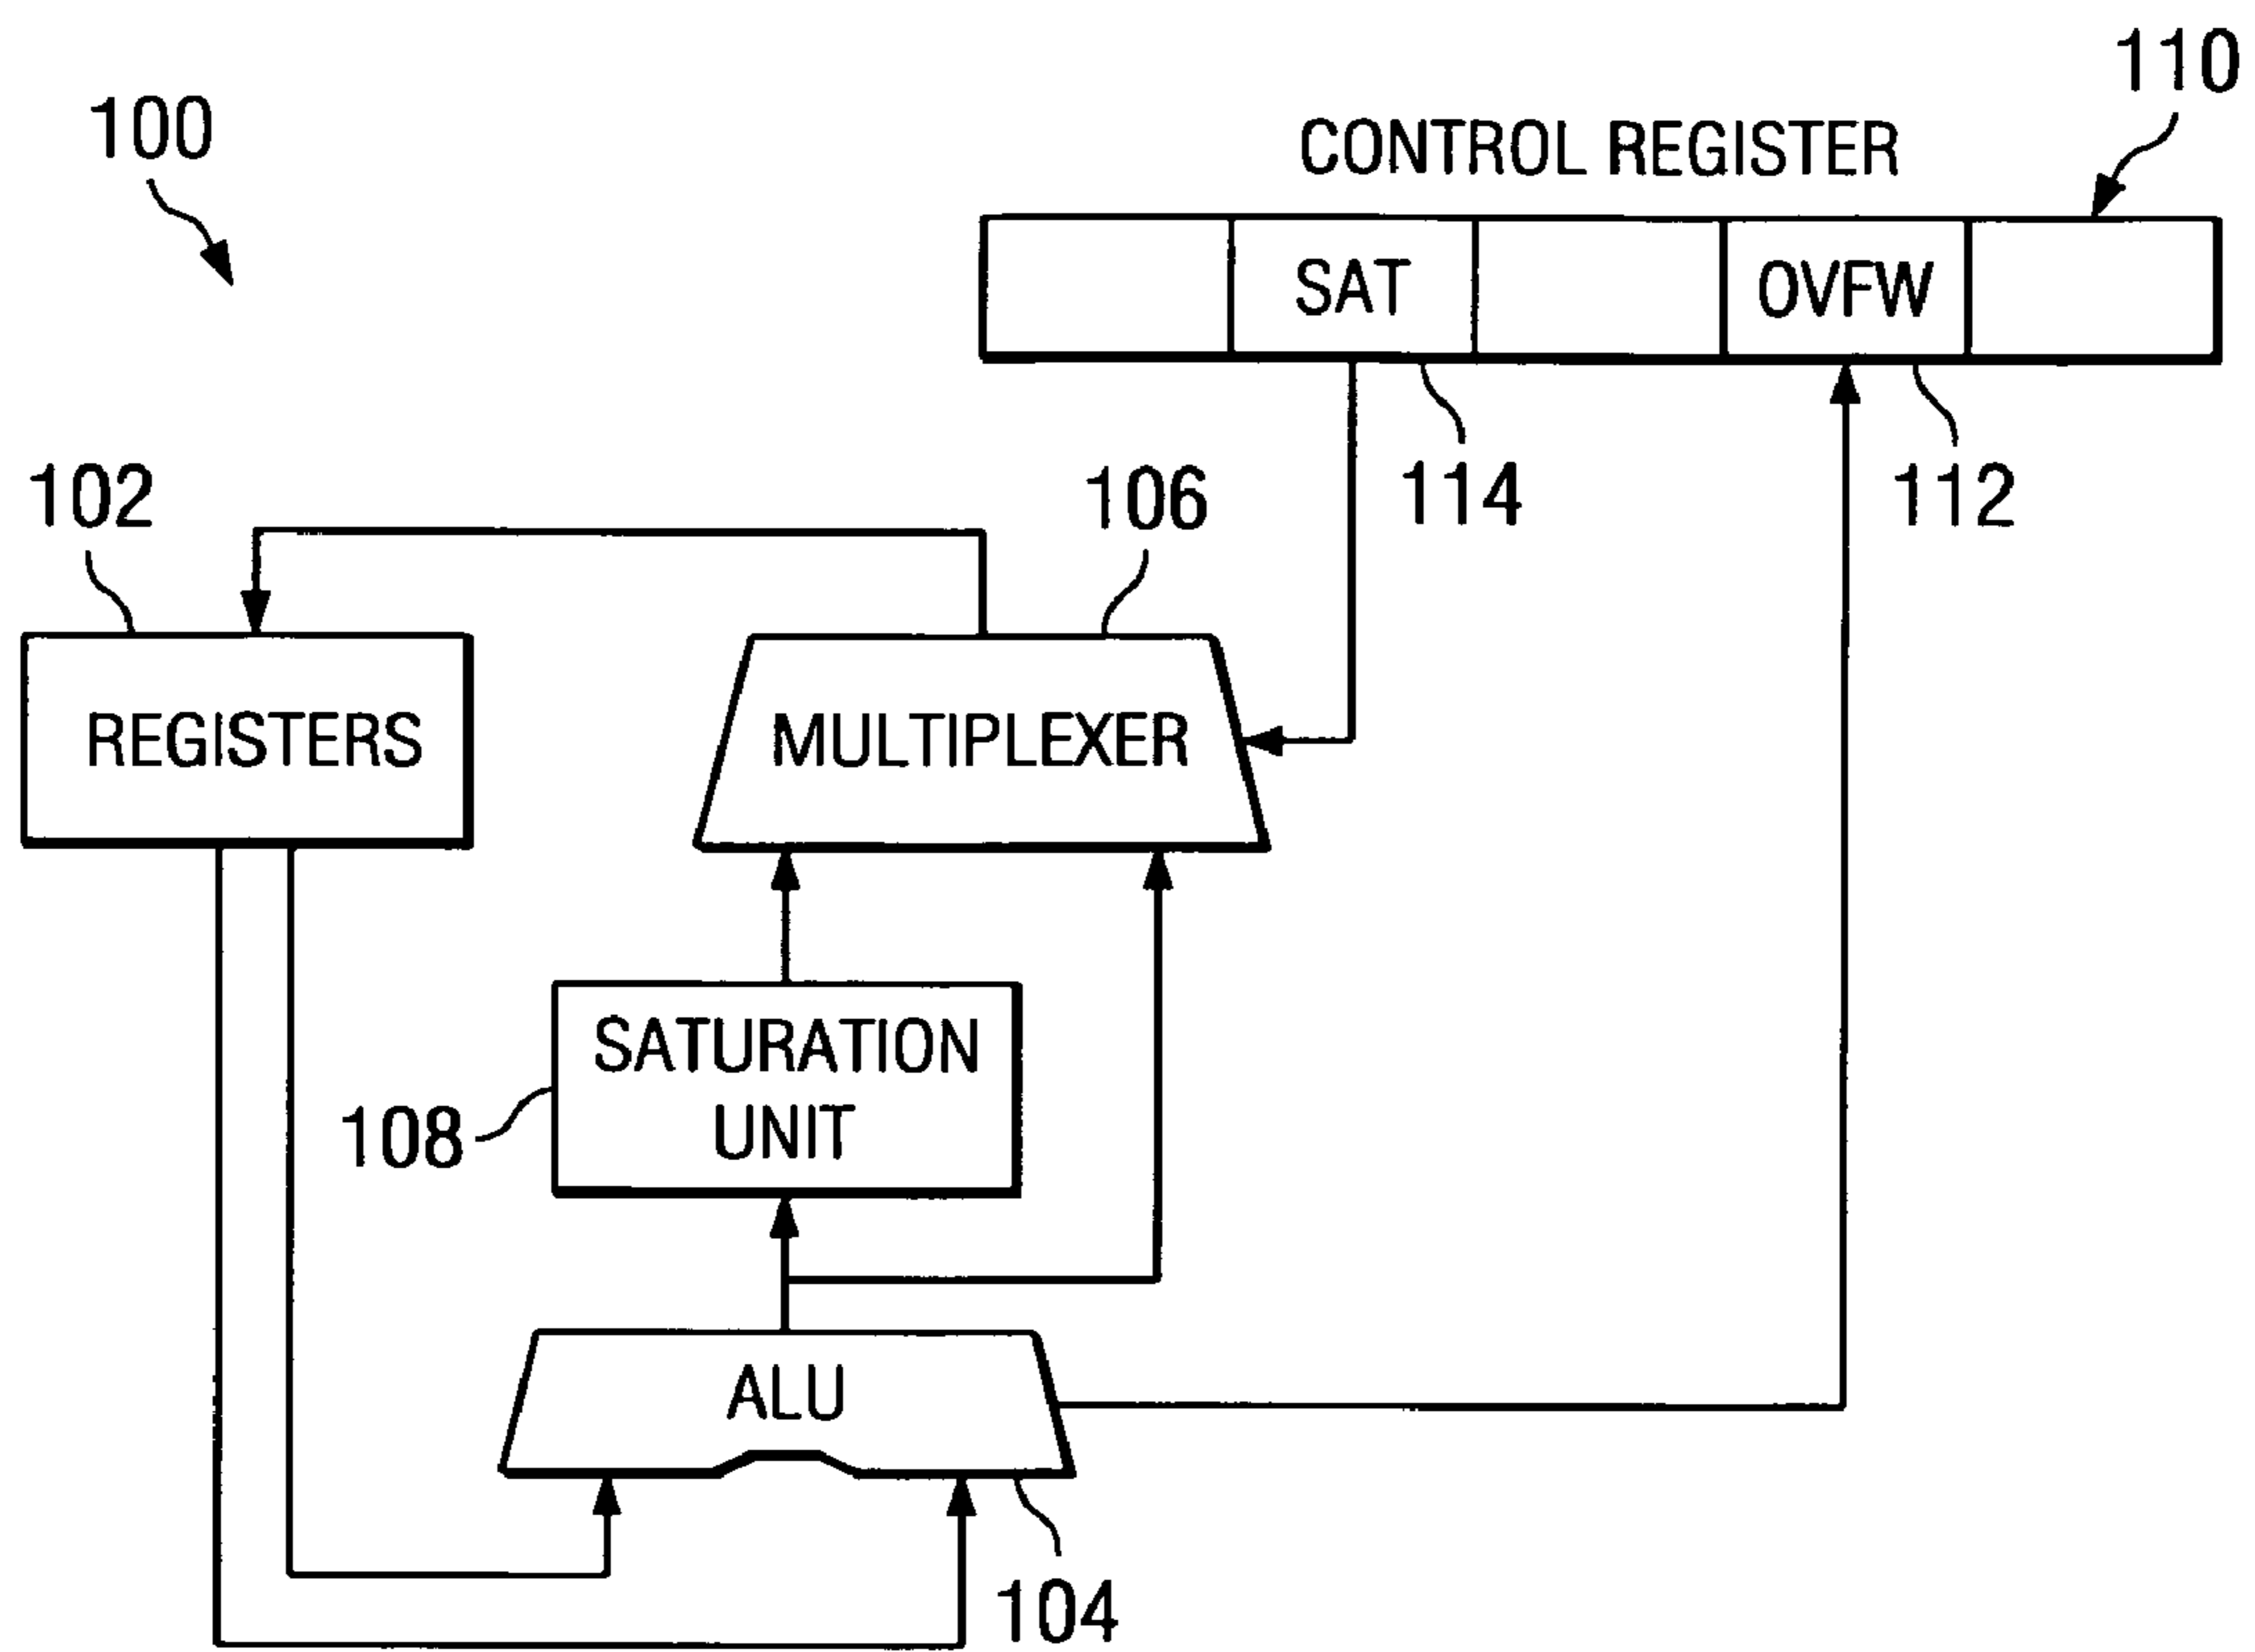 110
100
CONTROL REGISTER
SAT
OVFW
102
106
114
112
REGISTERS
MULTIPLEXER
SATURATION
UNIT
108
ALU
104